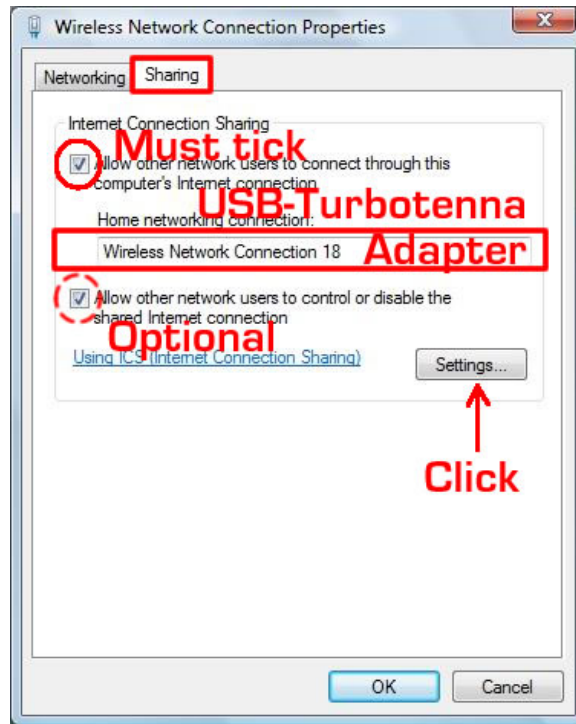 Wireless Network Connection Properties
Networking Sharing
Internet Connection Sharing
Must tick
Allow other network users to connect through this
computer's Internet connection
USB-Turbotenna
Home networking connection:
Wireless Network Connection 18 Adapter
Allow other network users to control or disable the
shared Internet connection
Optional
Using ICS (Internet Connection Sharing)
Settings...
Click
OK Cancel